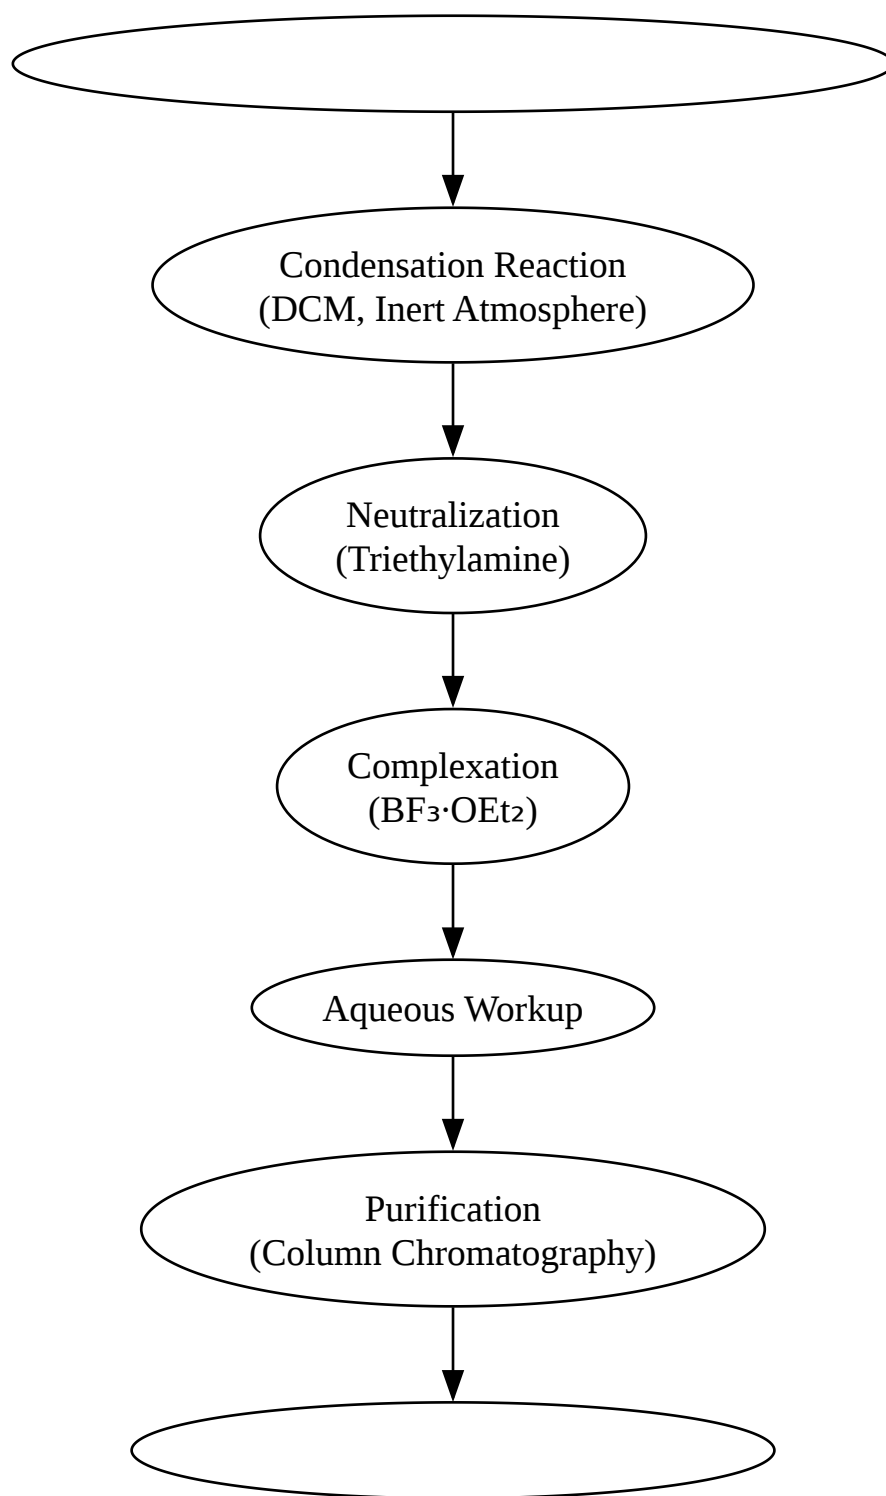 Condensation Reaction
(DCM, Inert Atmosphere)
Neutralization
(Triethylamine)
Complexation
(BF₃·OEt₂)
Aqueous Workup
Purification
(Column Chromatography)